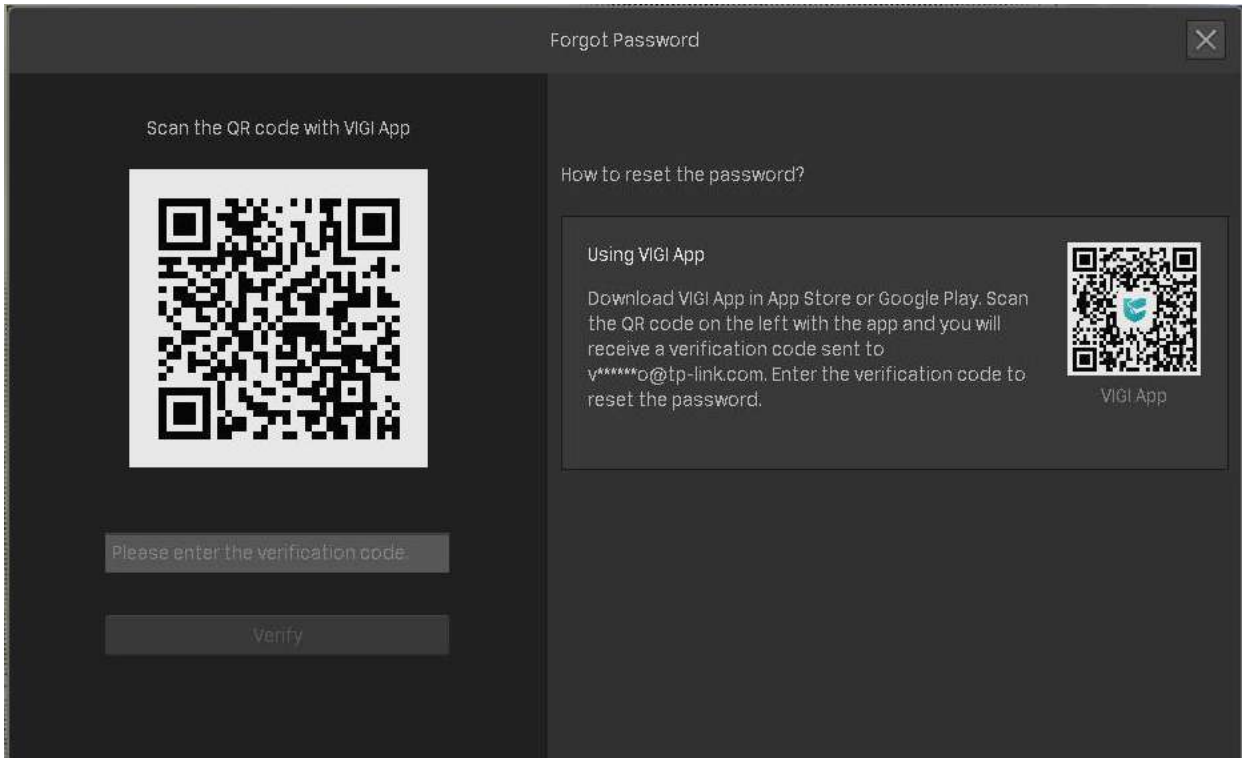 Forgot Password
Scan the QR code with VIGI App
Please enter the verification code.
Verify
How to reset the password?
Using VIGI App
Download VIGI App in App Store or Google Play. Scan
the QR code on the left with the app and you will
receive a verification code sent to
v******o@tp-link.com. Enter the verification code to
reset the password.
VIGI App